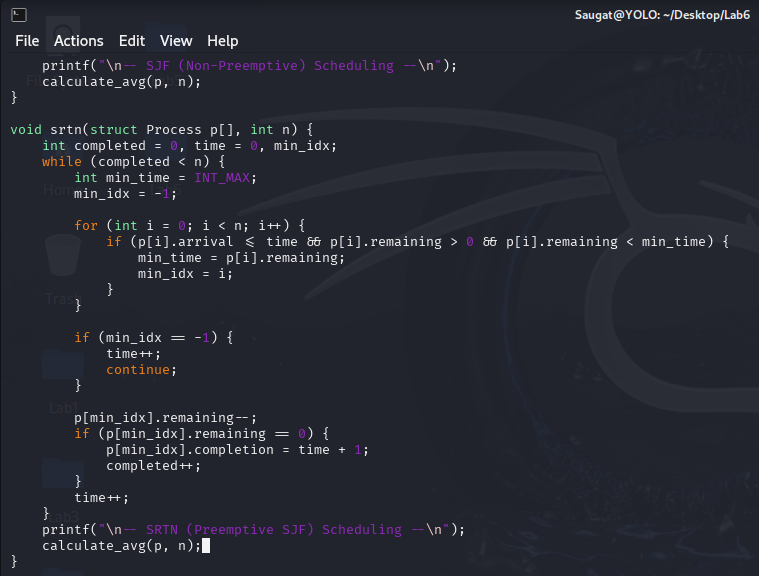 Saugat@YOLO: ~/Desktop/Lab6
File Actions Edit View Help
    printf("\n-- SJF (Non-Preemptive) Scheduling --\n");
    calculate_avg(p, n);
}

void srtn(struct Process p[], int n) {
    int completed = 0, time = 0, min_idx;
    while (completed < n) {
        int min_time = INT_MAX;
        min_idx = -1;

        for (int i = 0; i < n; i++) {
            if (p[i].arrival <= time && p[i].remaining > 0 && p[i].remaining < min_time) {
                min_time = p[i].remaining;
                min_idx = i;
            }
        }

        if (min_idx == -1) {
            time++;
            continue;
        }

        p[min_idx].remaining--;
        if (p[min_idx].remaining == 0) {
            p[min_idx].completion = time + 1;
            completed++;
        }
        time++;
    }
    printf("\n-- SRTN (Preemptive SJF) Scheduling --\n");
    calculate_avg(p, n);
}
Tras
Lab1
Lab3